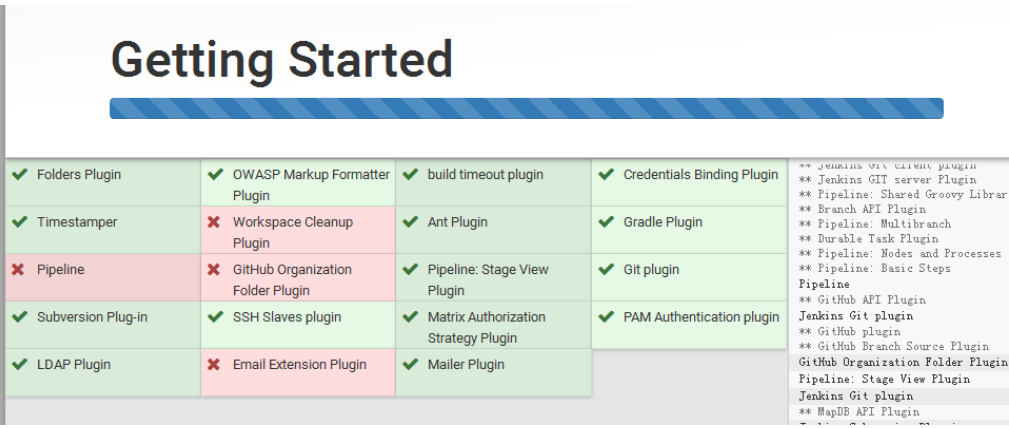 Getting Started
Folders Plugin
OWASP Markup Formatter
Plugin
build timeout plugin
Credentials Binding Plugin
Timestamper
Workspace Cleanup
Plugin
Ant Plugin
Gradle Plugin
Pipeline
GitHub Organization
Folder Plugin
Pipeline: Stage View
Plugin
Git plugin
Subversion Plug-in
SSH Slaves plugin
Matrix Authorization
Strategy Plugin
PAM Authentication plugin
LDAP Plugin
Email Extension Plugin
Mailer Plugin
** Jenkins Git client plugin
** Jenkins GIT server Plugin
** Pipeline: Shared Groovy Librar
** Branch API Plugin
** Pipeline: Multibranch
** Durable Task Plugin
** Pipeline: Nodes and Processes
** Pipeline: Basic Steps
Pipeline
** GitHub API Plugin
Jenkins Git plugin
** GitHub plugin
** GitHub Branch Source Plugin
GitHub Organization Folder Plugin
Pipeline: Stage View Plugin
Jenkins Git plugin
** MapDB API Plugin